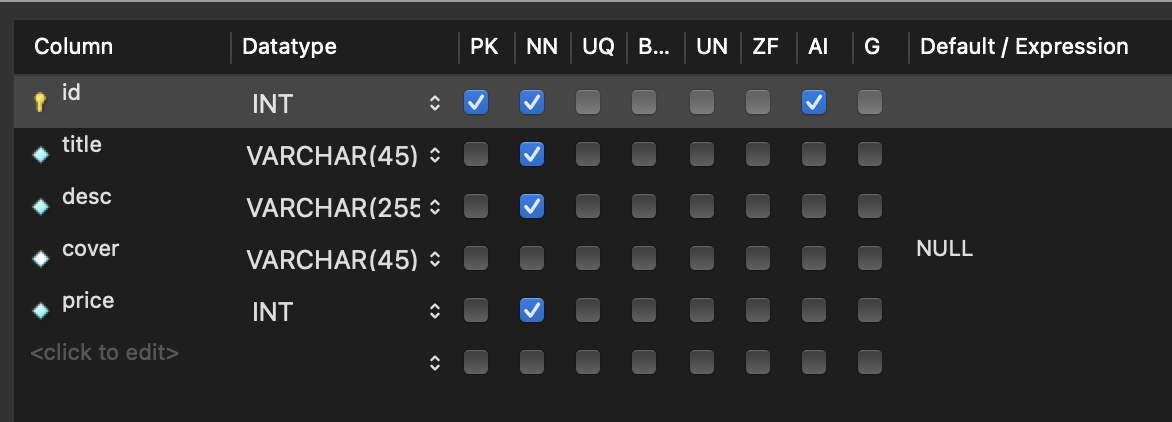 Column Datatype PK NN UQ B... UN ZF AI G Default / Expression
id INT
title VARCHAR(45)
desc VARCHAR(255
cover VARCHAR(45) NULL
price INT
<click to edit>